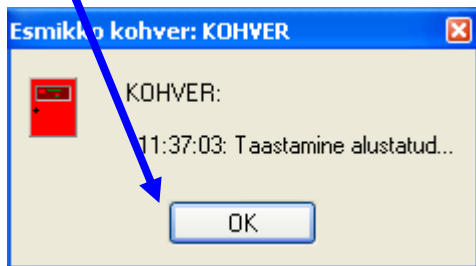 Esmikko kohver: KOHVER
KOHVER:
11:37:03: Taastamine alustatud...
OK